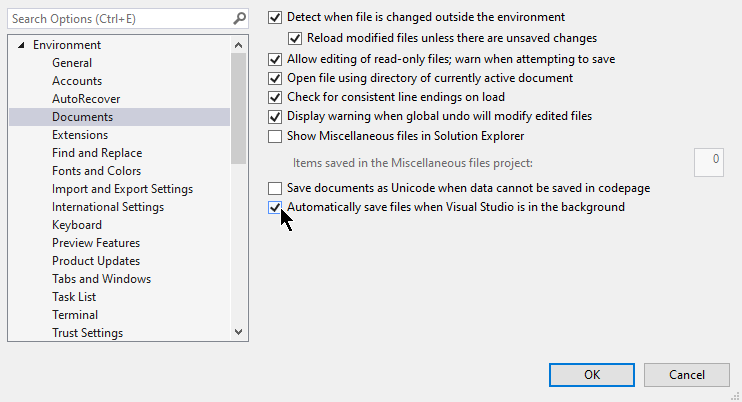 Search Options (Ctrl+E)
Environment
General
Accounts
AutoRecover
Documents
Extensions
Find and Replace
Fonts and Colors
Import and Export Settings
International Settings
Keyboard
Preview Features
Product Updates
Tabs and Windows
Task List
Terminal
Trust Settings
Detect when file is changed outside the environment
Reload modified files unless there are unsaved changes
Allow editing of read-only files; warn when attempting to save
Open file using directory of currently active document
Check for consistent line endings on load
Display warning when global undo will modify edited files
Show Miscellaneous files in Solution Explorer
Items saved in the Miscellaneous files project: 0
Save documents as Unicode when data cannot be saved in codepage
Automatically save files when Visual Studio is in the background
OK Cancel